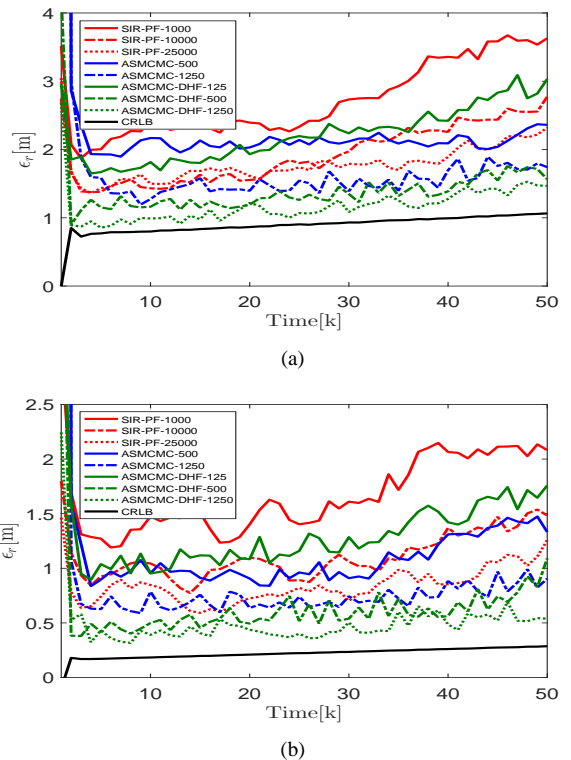 4
3
2
1
0
ϵr[m]
SIR-PF-1000
SIR-PF-10000
SIR-PF-25000
ASMCMC-500
ASMCMC-1250
ASMCMC-DHF-125
ASMCMC-DHF-500
ASMCMC-DHF-1250
CRLB
10 20 30 40 50
Time[k]
(a)
2.5
2
1.5
1
0.5
0
ϵr[m]
SIR-PF-1000
SIR-PF-10000
SIR-PF-25000
ASMCMC-500
ASMCMC-1250
ASMCMC-DHF-125
ASMCMC-DHF-500
ASMCMC-DHF-1250
CRLB
10 20 30 40 50
Time[k]
(b)